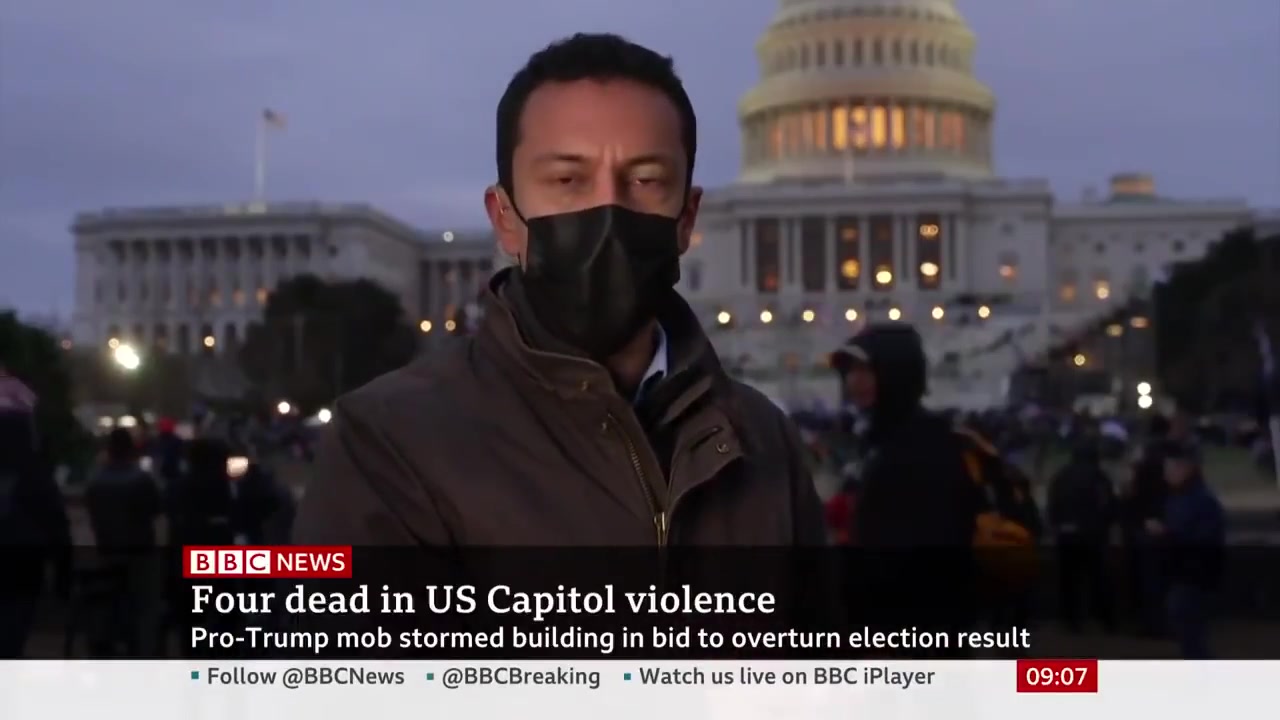 BBC NEWS
Four dead in US Capitol violence
Pro-Trump mob stormed building in bid to overturn election result
Follow @BBCNews @BBCBreaking Watch us live on BBC iPlayer 09:07